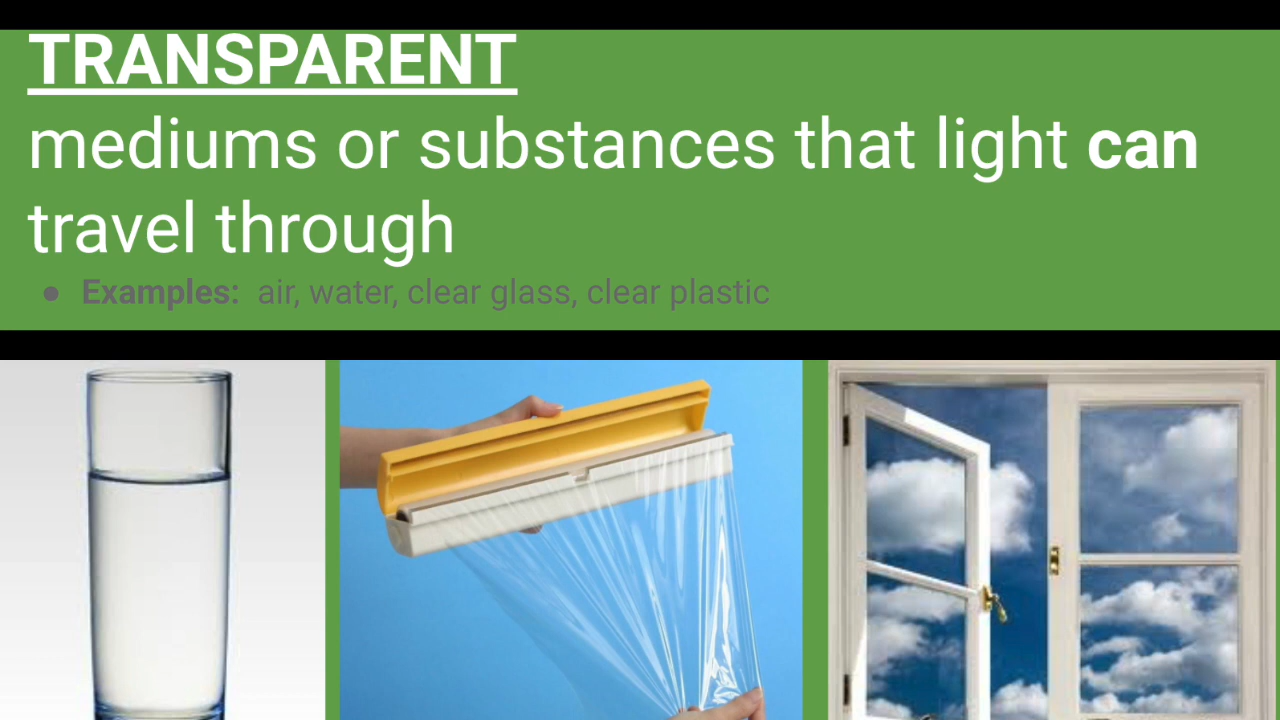 TRANSPARENT
mediums or substances that light can
travel through
● Examples: air, water, clear glass, clear plastic